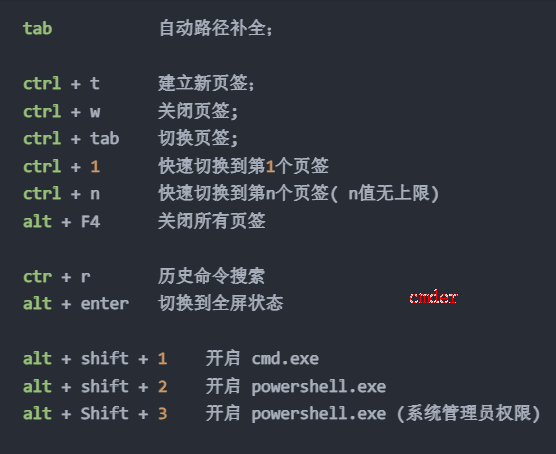 tab 自动路径补全;
ctrl + t 建立新页签;
ctrl + w 关闭页签;
ctrl + tab 切换页签;
ctrl + 1 快速切换到第1个页签
ctrl + n 快速切换到第n个页签( n值无上限)
alt + F4 关闭所有页签
ctr + r 历史命令搜索
alt + enter 切换到全屏状态
cmder
alt + shift + 1 开启 cmd.exe
alt + shift + 2 开启 powershell.exe
alt + Shift + 3 开启 powershell.exe (系统管理员权限)